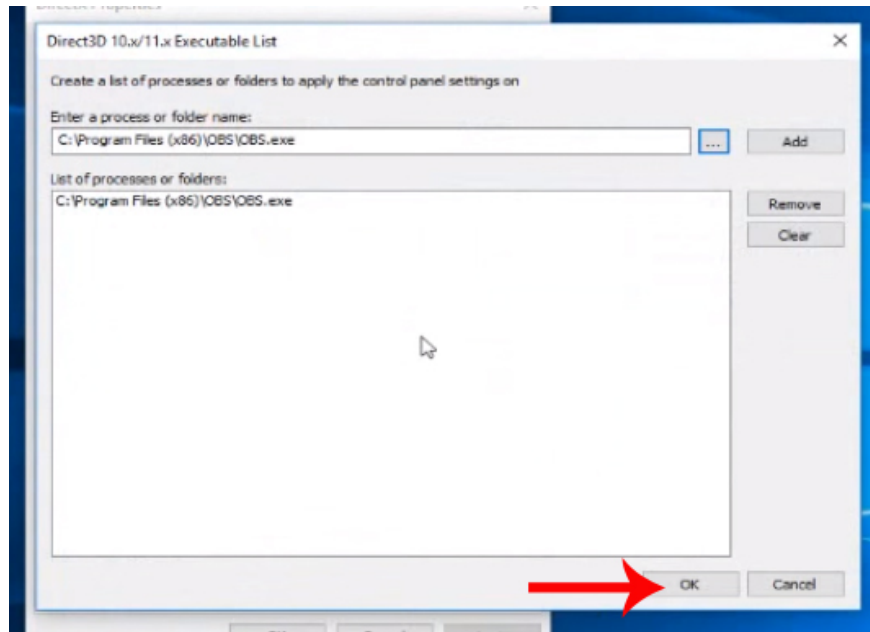 Direct3D 10.x/11.x Executable List
Create a list of processes or folders to apply the control panel settings on
Enter a process or folder name:
C:\Program Files (x86)\OBS\OBS.exe
...
Add
List of processes or folders:
C:\Program Files (x86)\OBS\OBS.exe
Remove
Clear
OK
Cancel